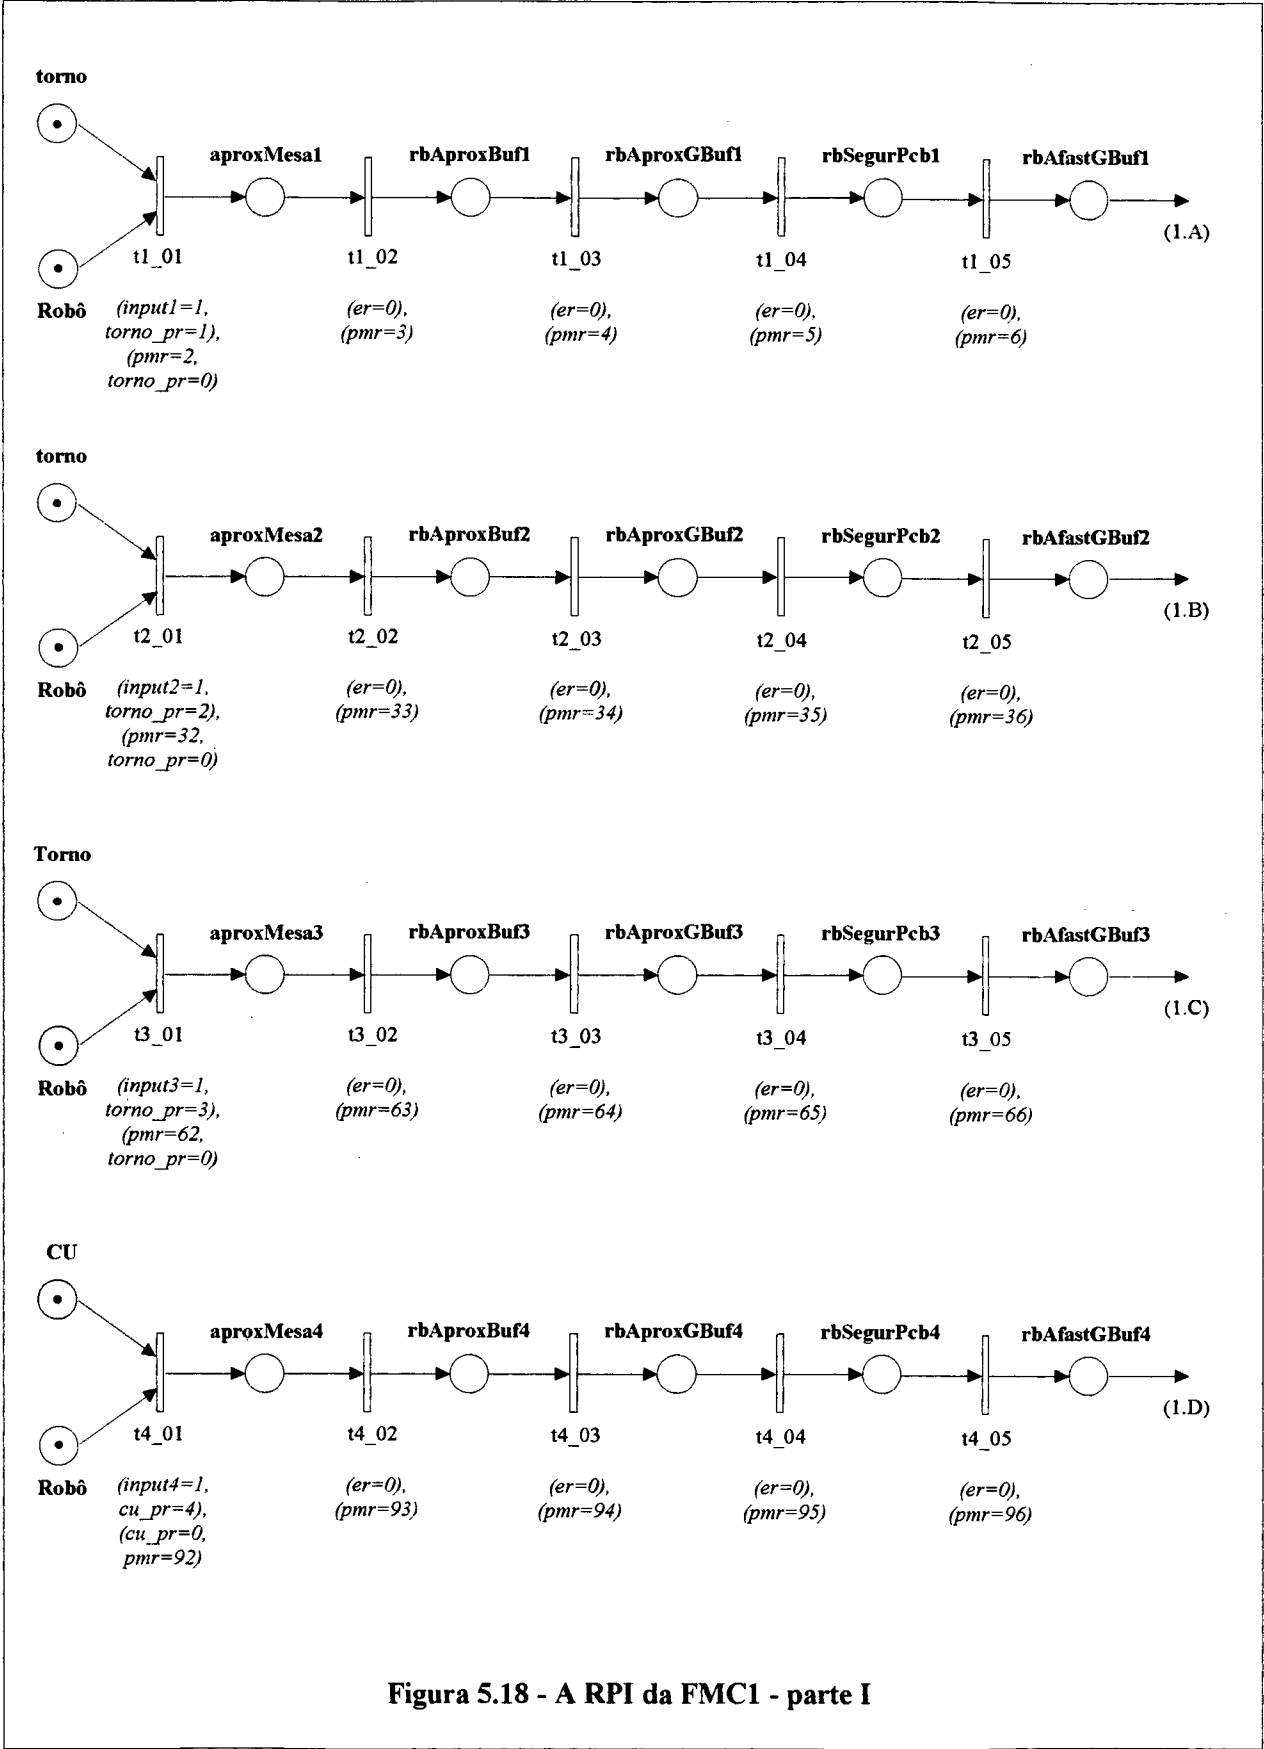 torno
aproxMesa1 rbAproxBuf1 rbAproxGBuf1 rbSegurPcb1 rbAfastGBuf1
(1.A)
t1_01 t1_02 t1_03 t1_04 t1_05
Robô (input1=1, (er=0), (er=0), (er=0), (er=0),
torno_pr=1), (pmr=3) (pmr=4) (pmr=5) (pmr=6)
(pmr=2,
torno_pr=0)
torno
aproxMesa2 rbAproxBuf2 rbAproxGBuf2 rbSegurPcb2 rbAfastGBuf2
(1.B)
t2_01 t2_02 t2_03 t2_04 t2_05
Robô (input2=1, (er=0), (er=0), (er=0), (er=0),
torno_pr=2), (pmr=33) (pmr=34) (pmr=35) (pmr=36)
(pmr=32,
torno_pr=0)
Torno
aproxMesa3 rbAproxBuf3 rbAproxGBuf3 rbSegurPcb3 rbAfastGBuf3
(1.C)
t3_01 t3_02 t3_03 t3_04 t3_05
Robô (input3=1, (er=0), (er=0), (er=0), (er=0),
torno_pr=3), (pmr=63) (pmr=64) (pmr=65) (pmr=66)
(pmr=62,
torno_pr=0)
CU
aproxMesa4 rbAproxBuf4 rbAproxGBuf4 rbSegurPcb4 rbAfastGBuf4
(1.D)
t4_01 t4_02 t4_03 t4_04 t4_05
Robô (input4=1, (er=0), (er=0), (er=0), (er=0),
cu_pr=4), (pmr=93) (pmr=94) (pmr=95) (pmr=96)
(cu_pr=0,
pmr=92)
Figura 5.18 - A RPI da FMC1 - parte I